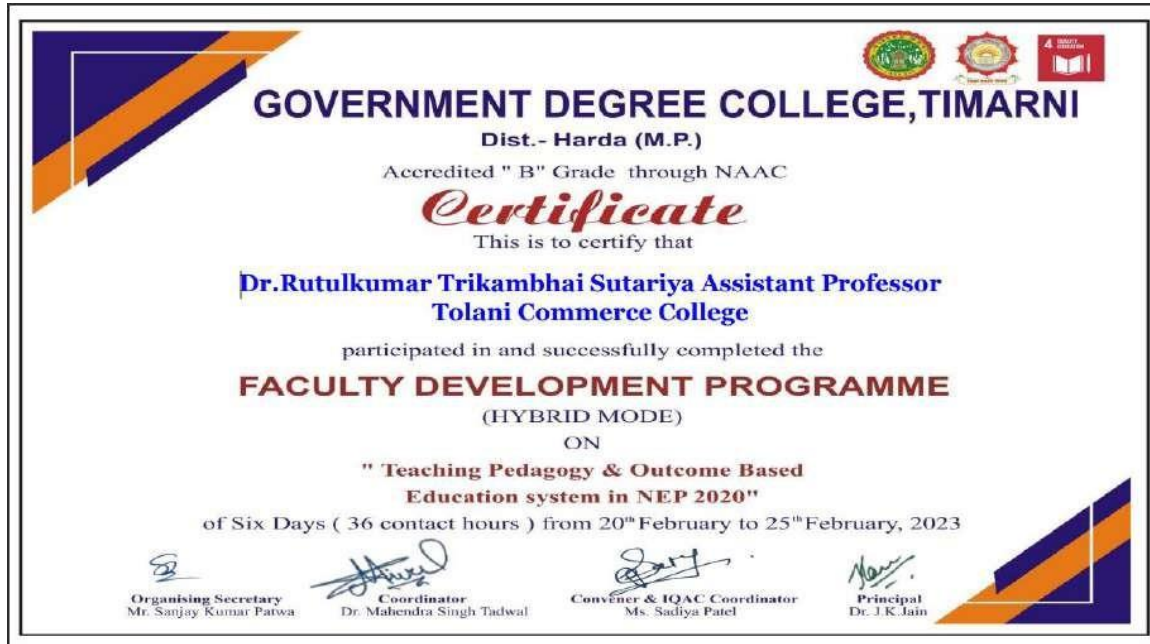 4 QUALITY EDUCATION
GOVERNMENT DEGREE COLLEGE,TIMARNI
Dist.- Harda (M.P.)
Accredited " B" Grade through NAAC
Certificate
This is to certify that
Dr.Rutulkumar Trikambhai Sutariya Assistant Professor
Tolani Commerce College
participated in and successfully completed the
FACULTY DEVELOPMENT PROGRAMME
(HYBRID MODE)
ON
" Teaching Pedagogy & Outcome Based
Education system in NEP 2020"
of Six Days ( 36 contact hours ) from 20th February to 25th February, 2023
Organising Secretary Coordinator Convener & IQAC Coordinator Principal
Mr. Sanjay Kumar Patwa Dr. Mahendra Singh Tadwal Ms. Sadiya Patel Dr. J.K.Jain